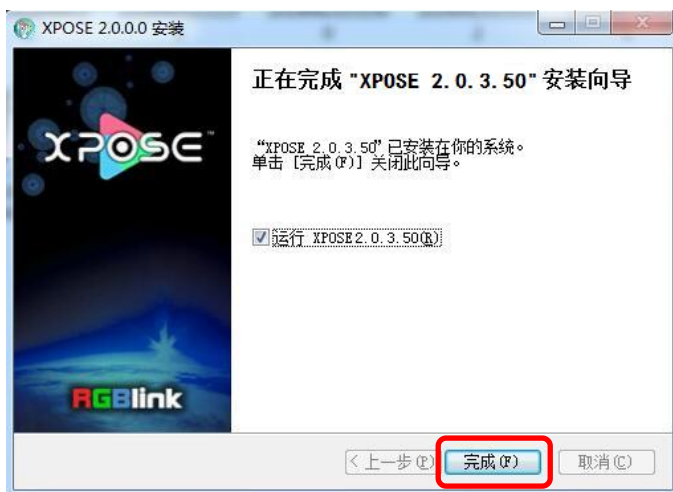 XPOSE 2.0.0.0 安装
正在完成 "XPOSE 2.0.3.50" 安装向导
XPOSE™
“XPOSE 2.0.3.50”已安装在你的系统。
单击 [完成(F)] 关闭此向导。
运行 XPOSE2.0.3.50(R)
RGBlink
< 上一步(P)
完成(F)
取消(C)